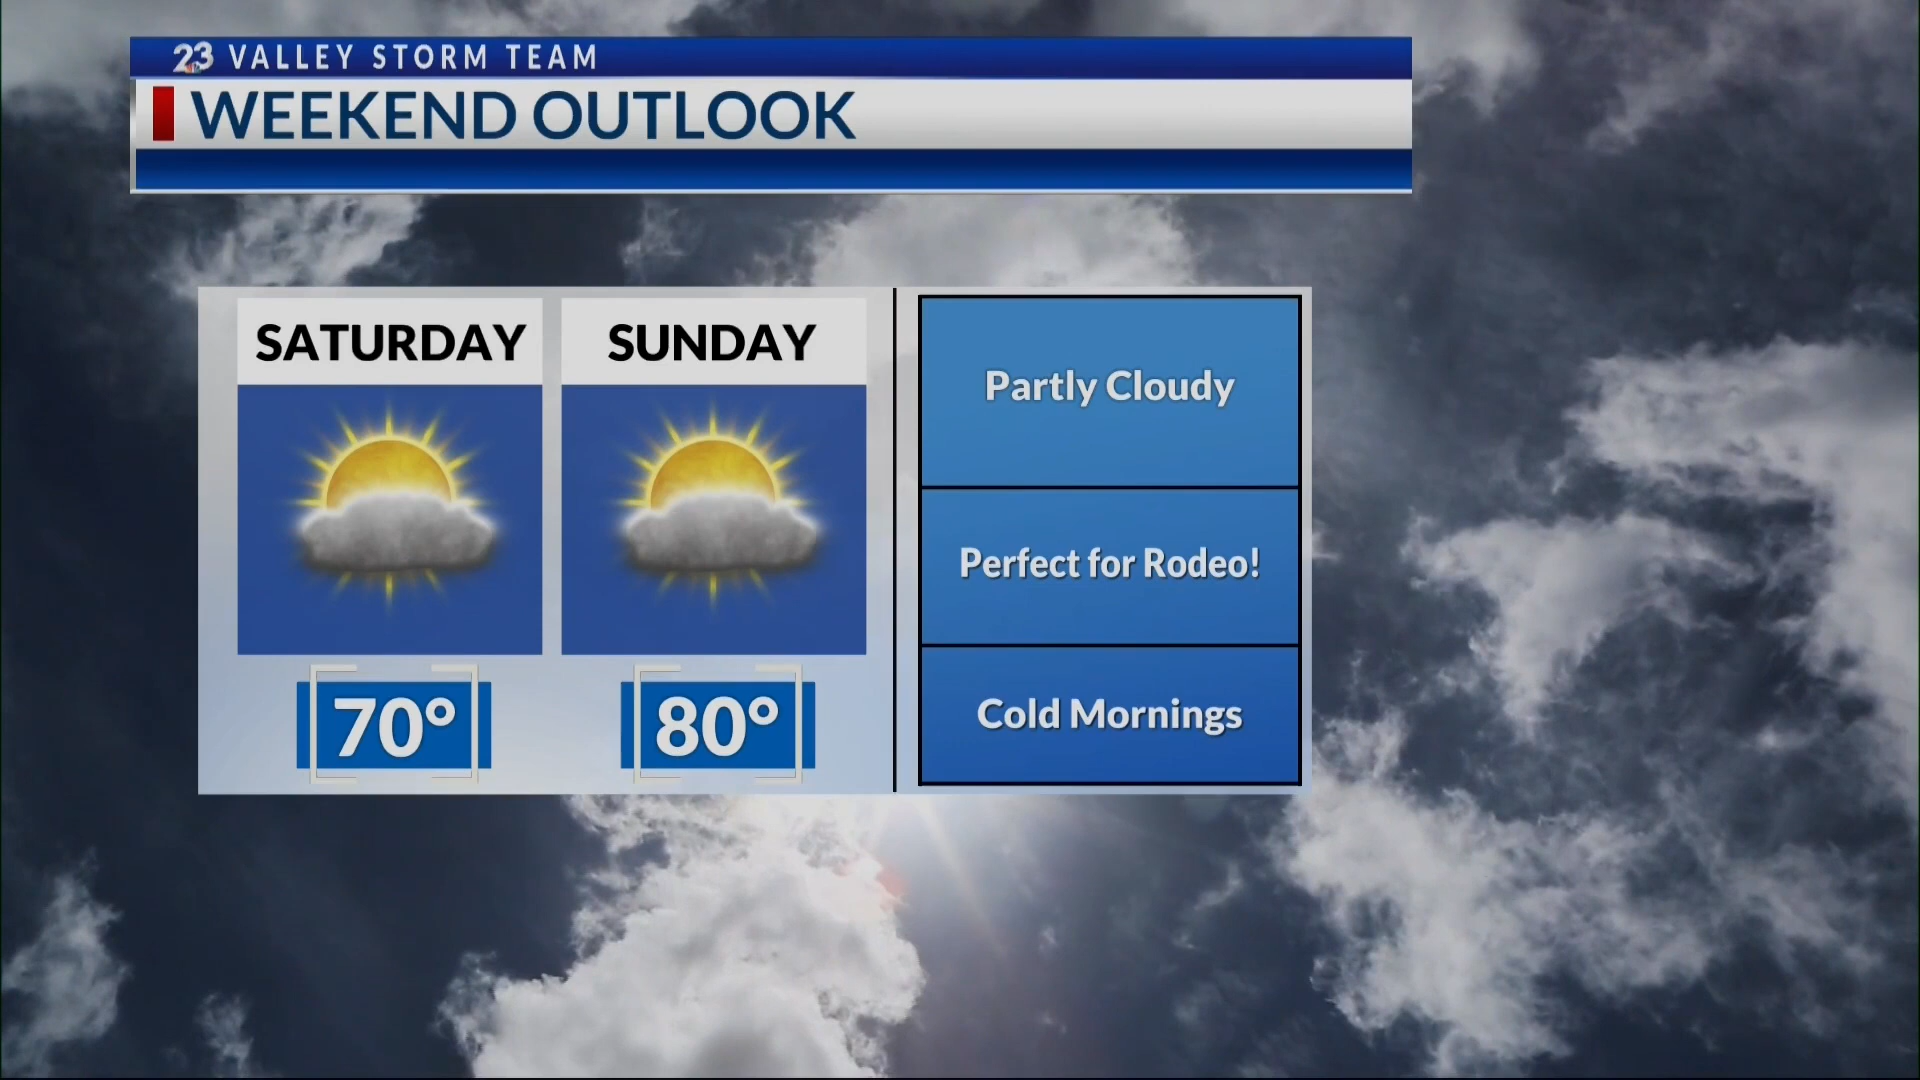 23 VALLEY STORM TEAM
WEEKEND OUTLOOK
SATURDAY
SUNDAY
70°
80°
Partly Cloudy
Perfect for Rodeo!
Cold Mornings